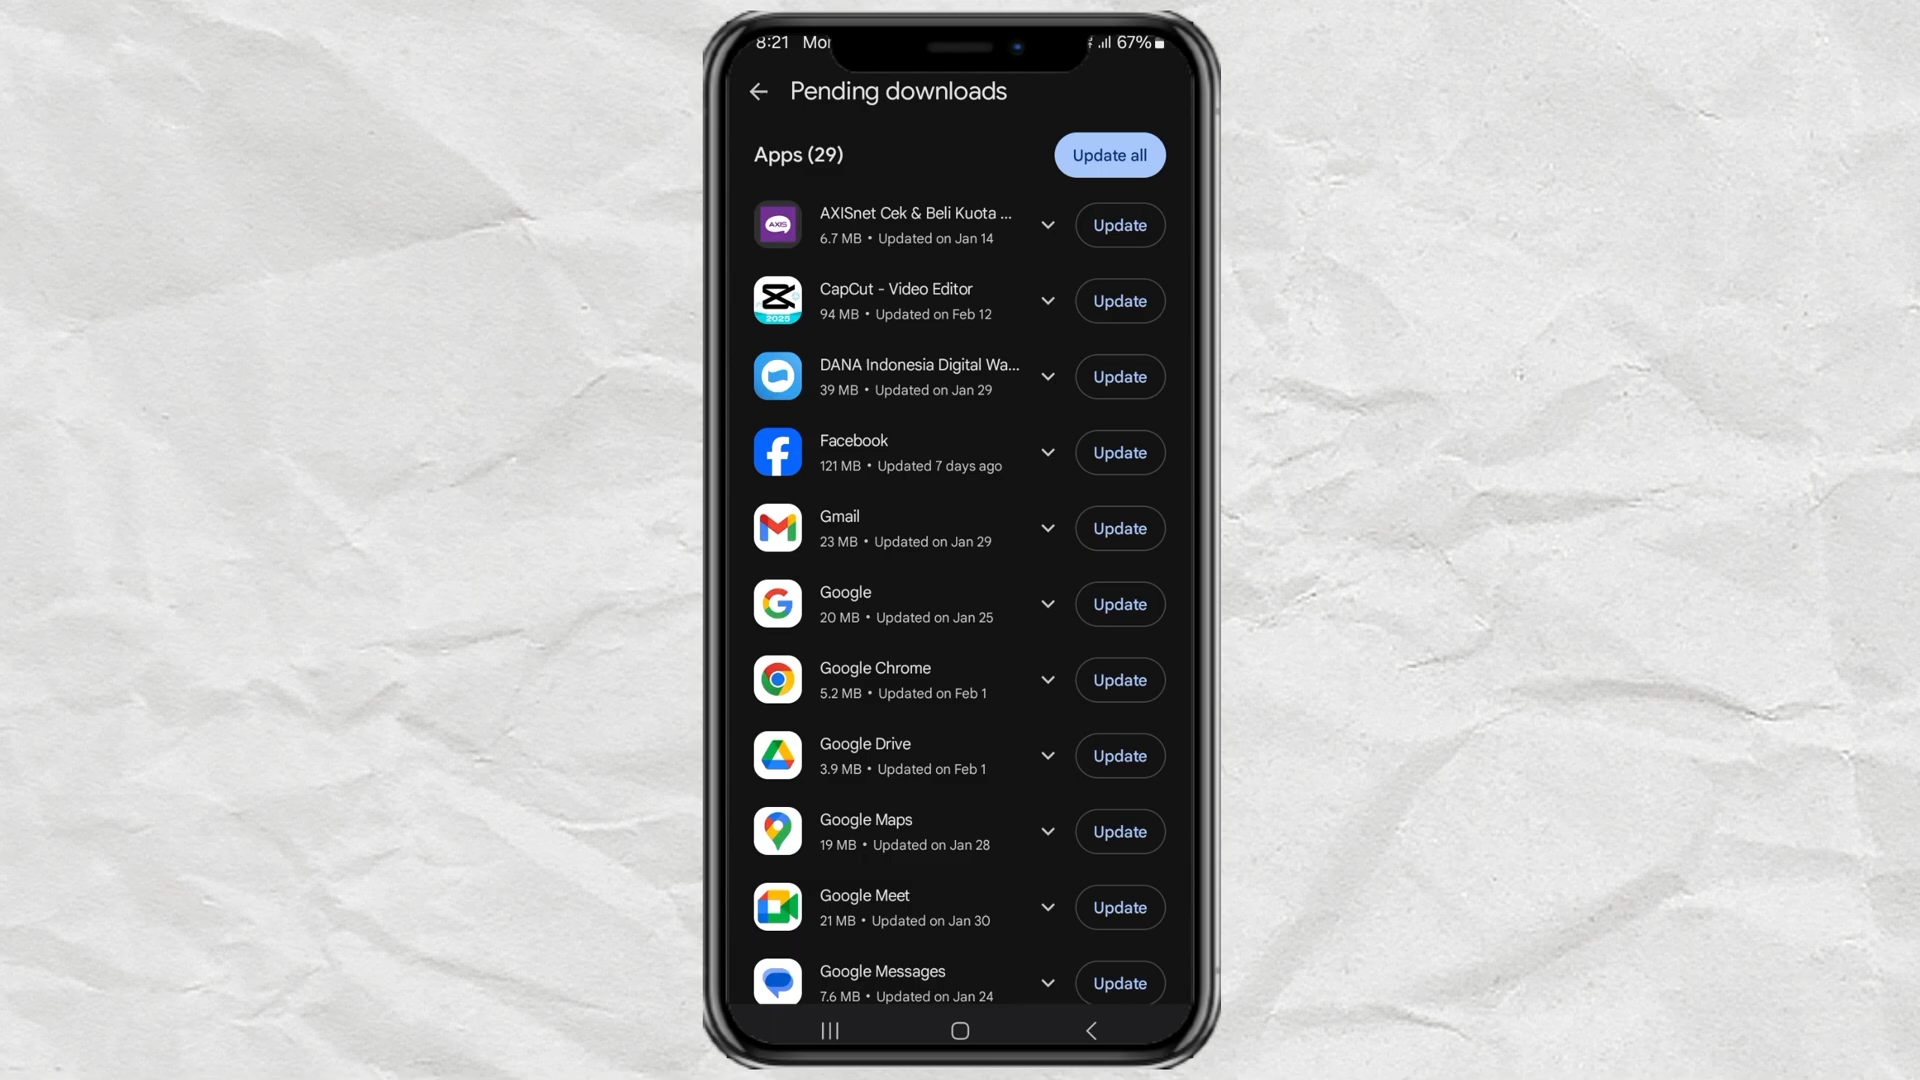 8:21 Mon 67%
Pending downloads
Apps (29) Update all
AXIS
AXISnet Cek & Beli Kuota ...
6.7 MB • Updated on Jan 14
Update
CapCut - Video Editor
94 MB • Updated on Feb 12
2025
Update
DANA Indonesia Digital Wa...
39 MB • Updated on Jan 29
Update
Facebook
121 MB • Updated 7 days ago
Update
Gmail
23 MB • Updated on Jan 29
Update
Google
20 MB • Updated on Jan 25
Update
Google Chrome
5.2 MB • Updated on Feb 1
Update
Google Drive
3.9 MB • Updated on Feb 1
Update
Google Maps
19 MB • Updated on Jan 28
Update
Google Meet
21 MB • Updated on Jan 30
Update
Google Messages
7.6 MB • Updated on Jan 24
Update